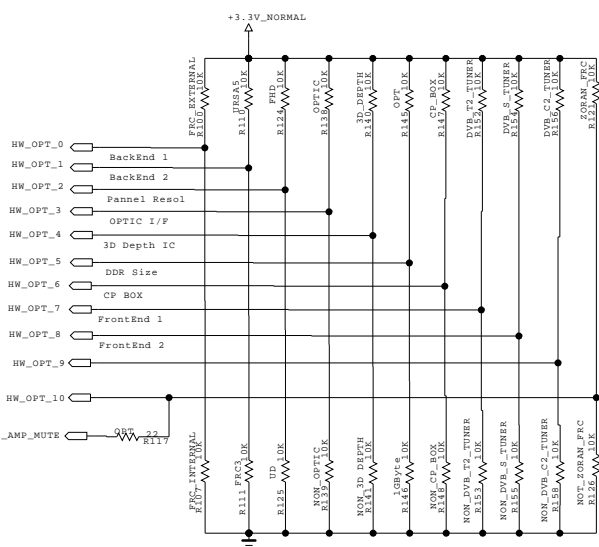 +3.3V_NORMAL
FRC_EXTERNAL
R100 10K
URSA5
R110 10K
FHD
R124 10K
OPTIC
R138 10K
3D_DEPTH
R140 10K
OPT
R145 10K
CP_BOX
R147 10K
DVB_T2_TUNER
R152 10K
DVB_S_TUNER
R154 10K
DVB_C2_TUNER
R156 10K
ZORAN_FRC
R121 10K
HW_OPT_0
BackEnd 1
HW_OPT_1
BackEnd 2
HW_OPT_2
Pannel Resol
HW_OPT_3
OPTIC I/F
HW_OPT_4
3D Depth IC
HW_OPT_5
DDR Size
HW_OPT_6
CP BOX
HW_OPT_7
FrontEnd 1
HW_OPT_8
FrontEnd 2
HW_OPT_9
HW_OPT_10
_AMP_MUTE
OPT 22
R117
FRC_INTERNAL
R107 10K
FRC3
R111 10K
UD
R125 10K
NON_OPTIC
R139 10K
NON_3D_DEPTH
R141 10K
1GByte
R146 10K
NON_CP_BOX
R148 10K
NON_DVB_T2_TUNER
R153 10K
NON_DVB_S_TUNER
R155 10K
NON_DVB_C2_TUNER
R158 10K
NOT_ZORAN_FRC
R126 10K